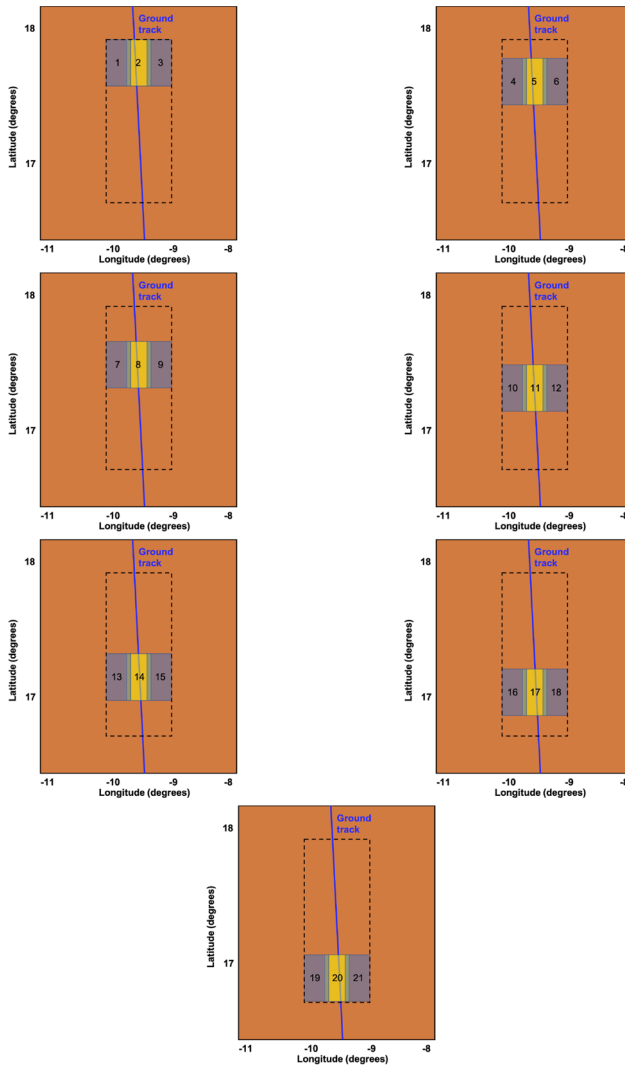 18
Ground
track
1 2 3
17
-11 -10 -9 -8
Longitude (degrees)
Latitude (degrees)
18
Ground
track
4 5 6
17
-11 -10 -9 -8
Longitude (degrees)
Latitude (degrees)
18
Ground
track
7 8 9
17
-11 -10 -9 -8
Longitude (degrees)
Latitude (degrees)
18
Ground
track
10 11 12
17
-11 -10 -9 -8
Longitude (degrees)
Latitude (degrees)
18
Ground
track
13 14 15
17
-11 -10 -9 -8
Longitude (degrees)
Latitude (degrees)
18
Ground
track
16 17 18
17
-11 -10 -9 -8
Longitude (degrees)
Latitude (degrees)
18
Ground
track
19 20 21
17
-11 -10 -9 -8
Longitude (degrees)
Latitude (degrees)